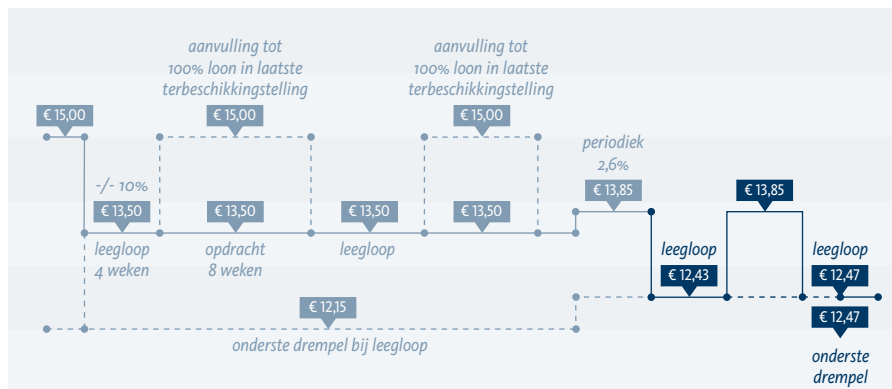 aanvulling tot
100% loon in laatste
terbeschikkingstelling
aanvulling tot
100% loon in laatste
terbeschikkingstelling
€ 15,00
€ 15,00
€ 15,00
periodiek
2,6%
-/- 10%
€ 13,50
€ 13,50
€ 13,50
€ 13,50
€ 13,85
€ 13,85
leegloop
4 weken
opdracht
8 weken
leegloop
leegloop
€ 12,43
leegloop
€ 12,47
€ 12,15
onderste drempel bij leegloop
€ 12,47
onderste
drempel